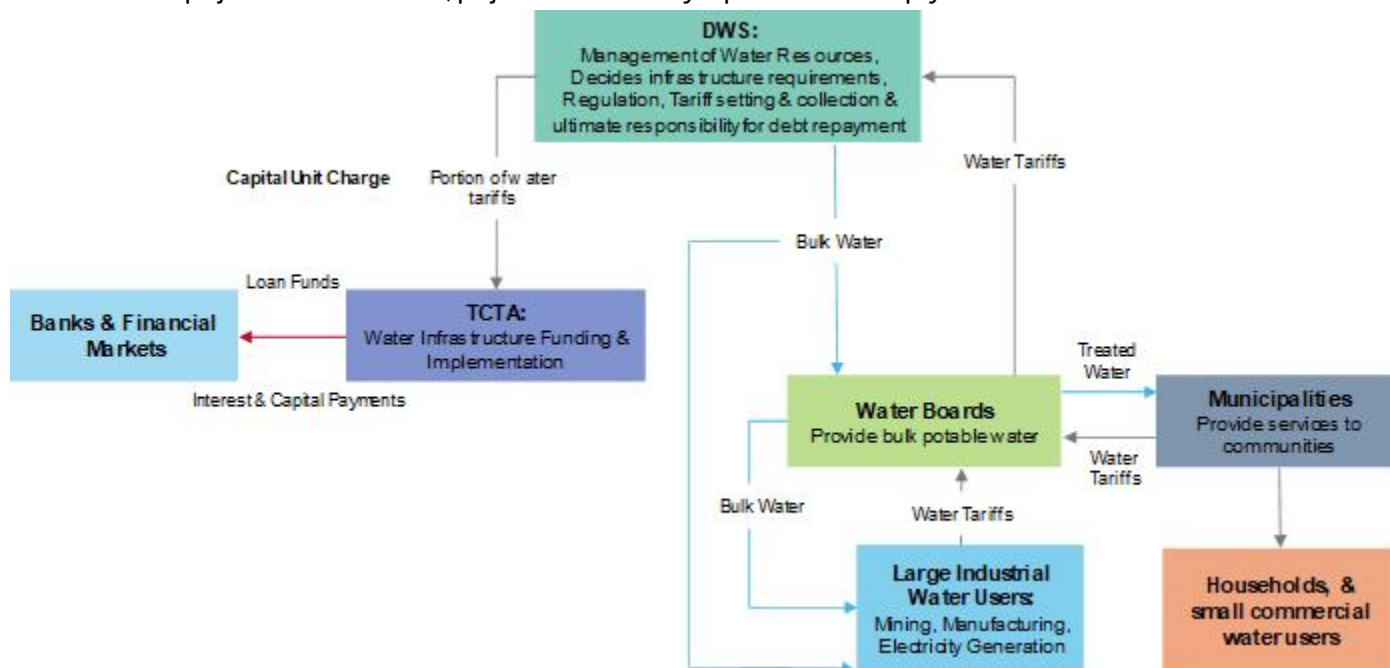 DWS:
Management of Water Resources,
Decides infrastructure requirements,
Regulation, Tariff setting & collection &
ultimate responsibility for debt repayment
Water Tariffs
Capital Unit Charge
Portion of water
tariffs
Bulk Water
Loan Funds
Banks & Financial
Markets
TCTA:
Water Infrastructure Funding &
Implementation
Interest & Capital Payments
Treated
Water
Water Boards
Provide bulk potable water
Municipalities
Provide services to
communities
Water
Tariffs
Bulk Water
Water Tariffs
Large Industrial
Water Users:
Mining, Manufacturing,
Electricity Generation
Households, &
small commercial
water users